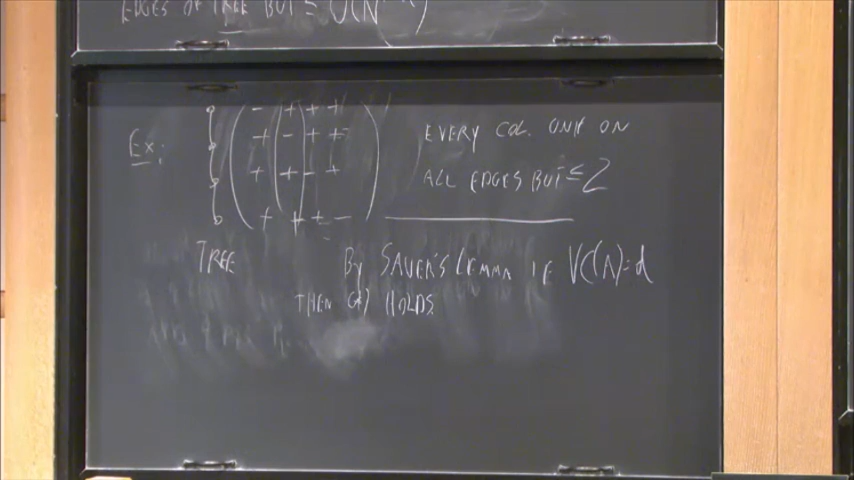 EDGES OF TREE BUT ≤
Ex:
- + + +
+ - + +
+ + - +
+ + + -
EVERY COL. UNIF ON
ALL EDGES BUT ≤ 2
TREE
BY SAUER'S LEMMA IF VC(A)=d
THEN (*) HOLDS.